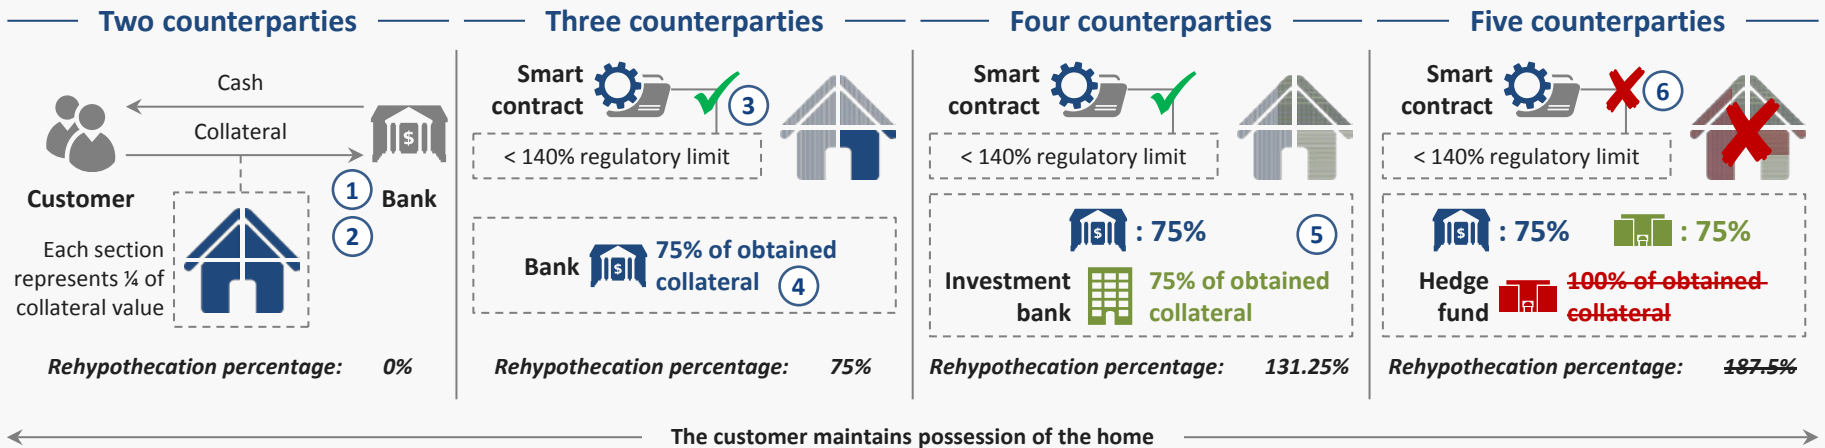 Two counterparties
Cash
Collateral
$
1
Customer
Bank
2
Each section
represents ¼ of
collateral value
Rehypothecation percentage: 0%
Three counterparties
Smart
contract
3
< 140% regulatory limit
Bank
$
75% of obtained
collateral
4
Rehypothecation percentage: 75%
Four counterparties
Smart
contract
< 140% regulatory limit
$
: 75%
5
Investment
bank
75% of obtained
collateral
Rehypothecation percentage: 131.25%
Five counterparties
Smart
contract
6
< 140% regulatory limit
$
: 75%
: 75%
Hedge
fund
100% of obtained
collateral
Rehypothecation percentage: 187.5%
The customer maintains possession of the home